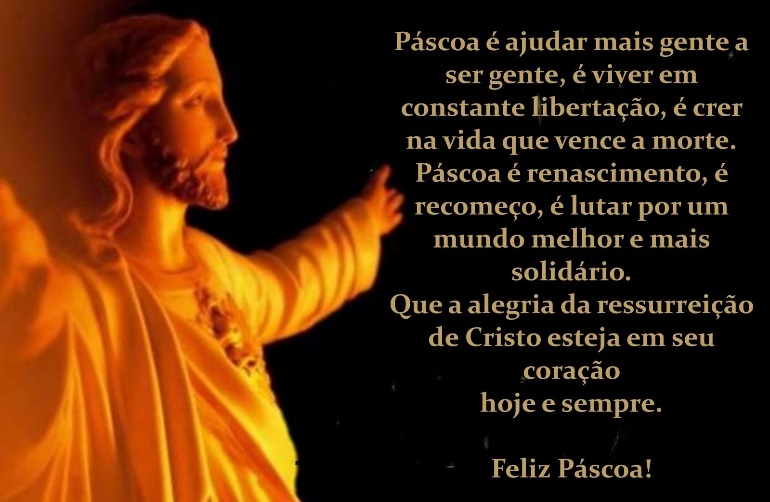 Páscoa é ajudar mais gente a
ser gente, é viver em
constante libertação, é crer
na vida que vence a morte.
Páscoa é renascimento, é
recomeço, é lutar por um
mundo melhor e mais
solidário.
Que a alegria da ressurreição
de Cristo esteja em seu
coração
hoje e sempre.
Feliz Páscoa!